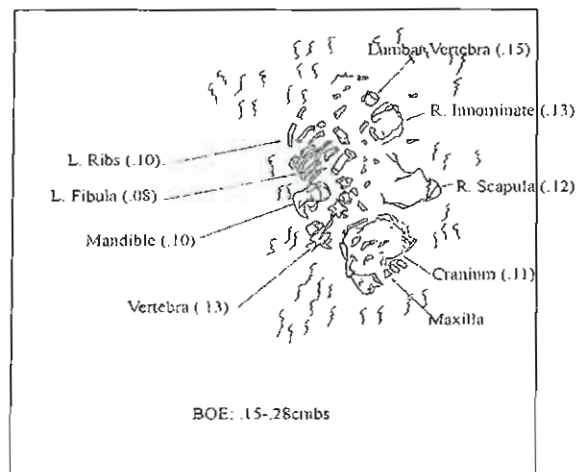 Lumbar Vertebra (.15)
R. Innominate (.13)
L. Ribs (.10).
L. Fibula (.08)
R. Scapula (.12)
Mandible (.10)
Cranium (.11)
Vertebra (.13)
Maxilla
BOE: .15-.28cmbs